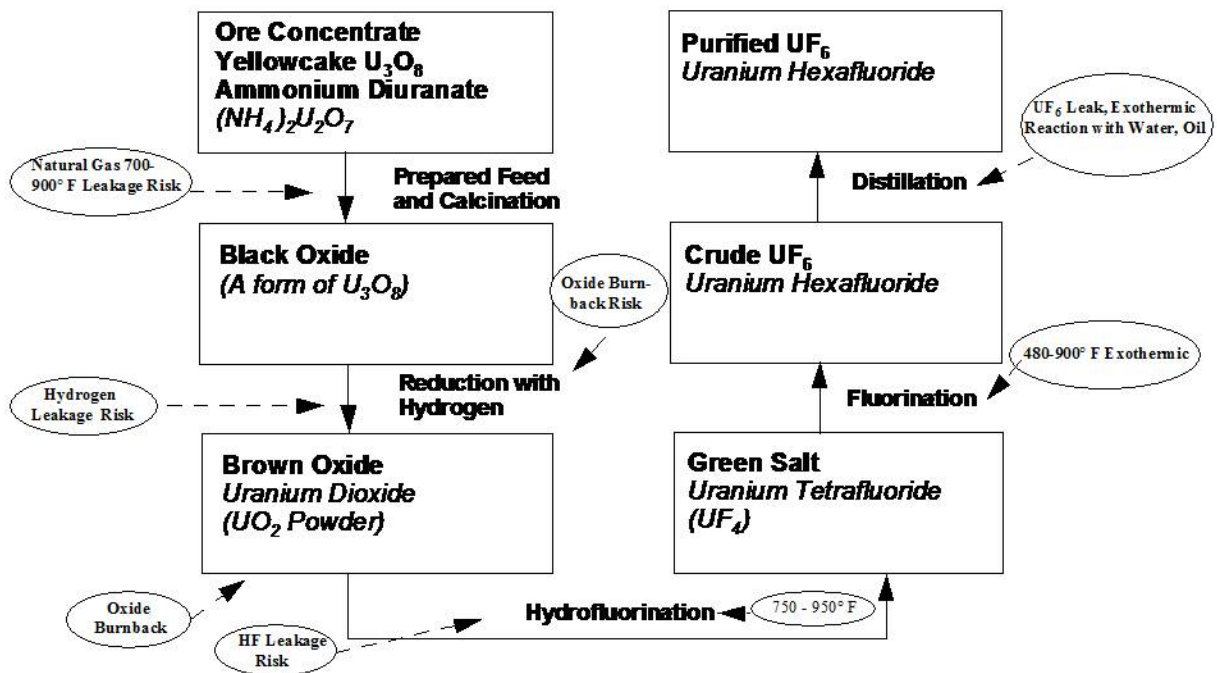 Ore Concentrate
Yellowcake U₃O₈
Ammonium Diuranate
(NH₄)₂U₂O₇
Natural Gas 700-
900° F Leakage Risk
Prepared Feed
and Calcination
Black Oxide
(A form of U₃O₈)
Oxide Burn-
back Risk
Reduction with
Hydrogen
Hydrogen
Leakage Risk
Brown Oxide
Uranium Dioxide
(UO₂ Powder)
Oxide
Burnback
HF Leakage
Risk
Hydrofluorination
750 - 950° F
Green Salt
Uranium Tetrafluoride
(UF₄)
Fluorination
480-900° F Exothermic
Crude UF₆
Uranium Hexafluoride
Distillation
UF₆ Leak, Exothermic
Reaction with Water, Oil
Purified UF₆
Uranium Hexafluoride